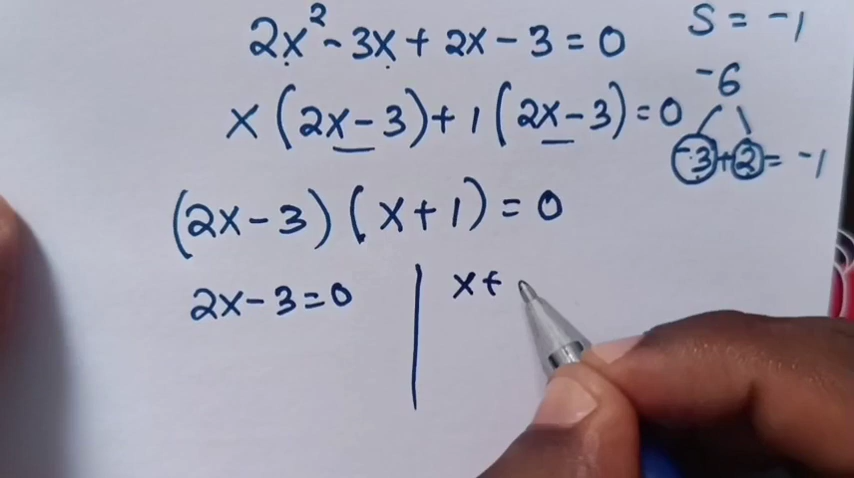 2x² - 3x + 2x - 3 = 0
S = -1
-6
x(2x - 3) + 1(2x - 3) = 0
-3 + 2 = -1
(2x - 3)(x + 1) = 0
2x - 3 = 0 | x +